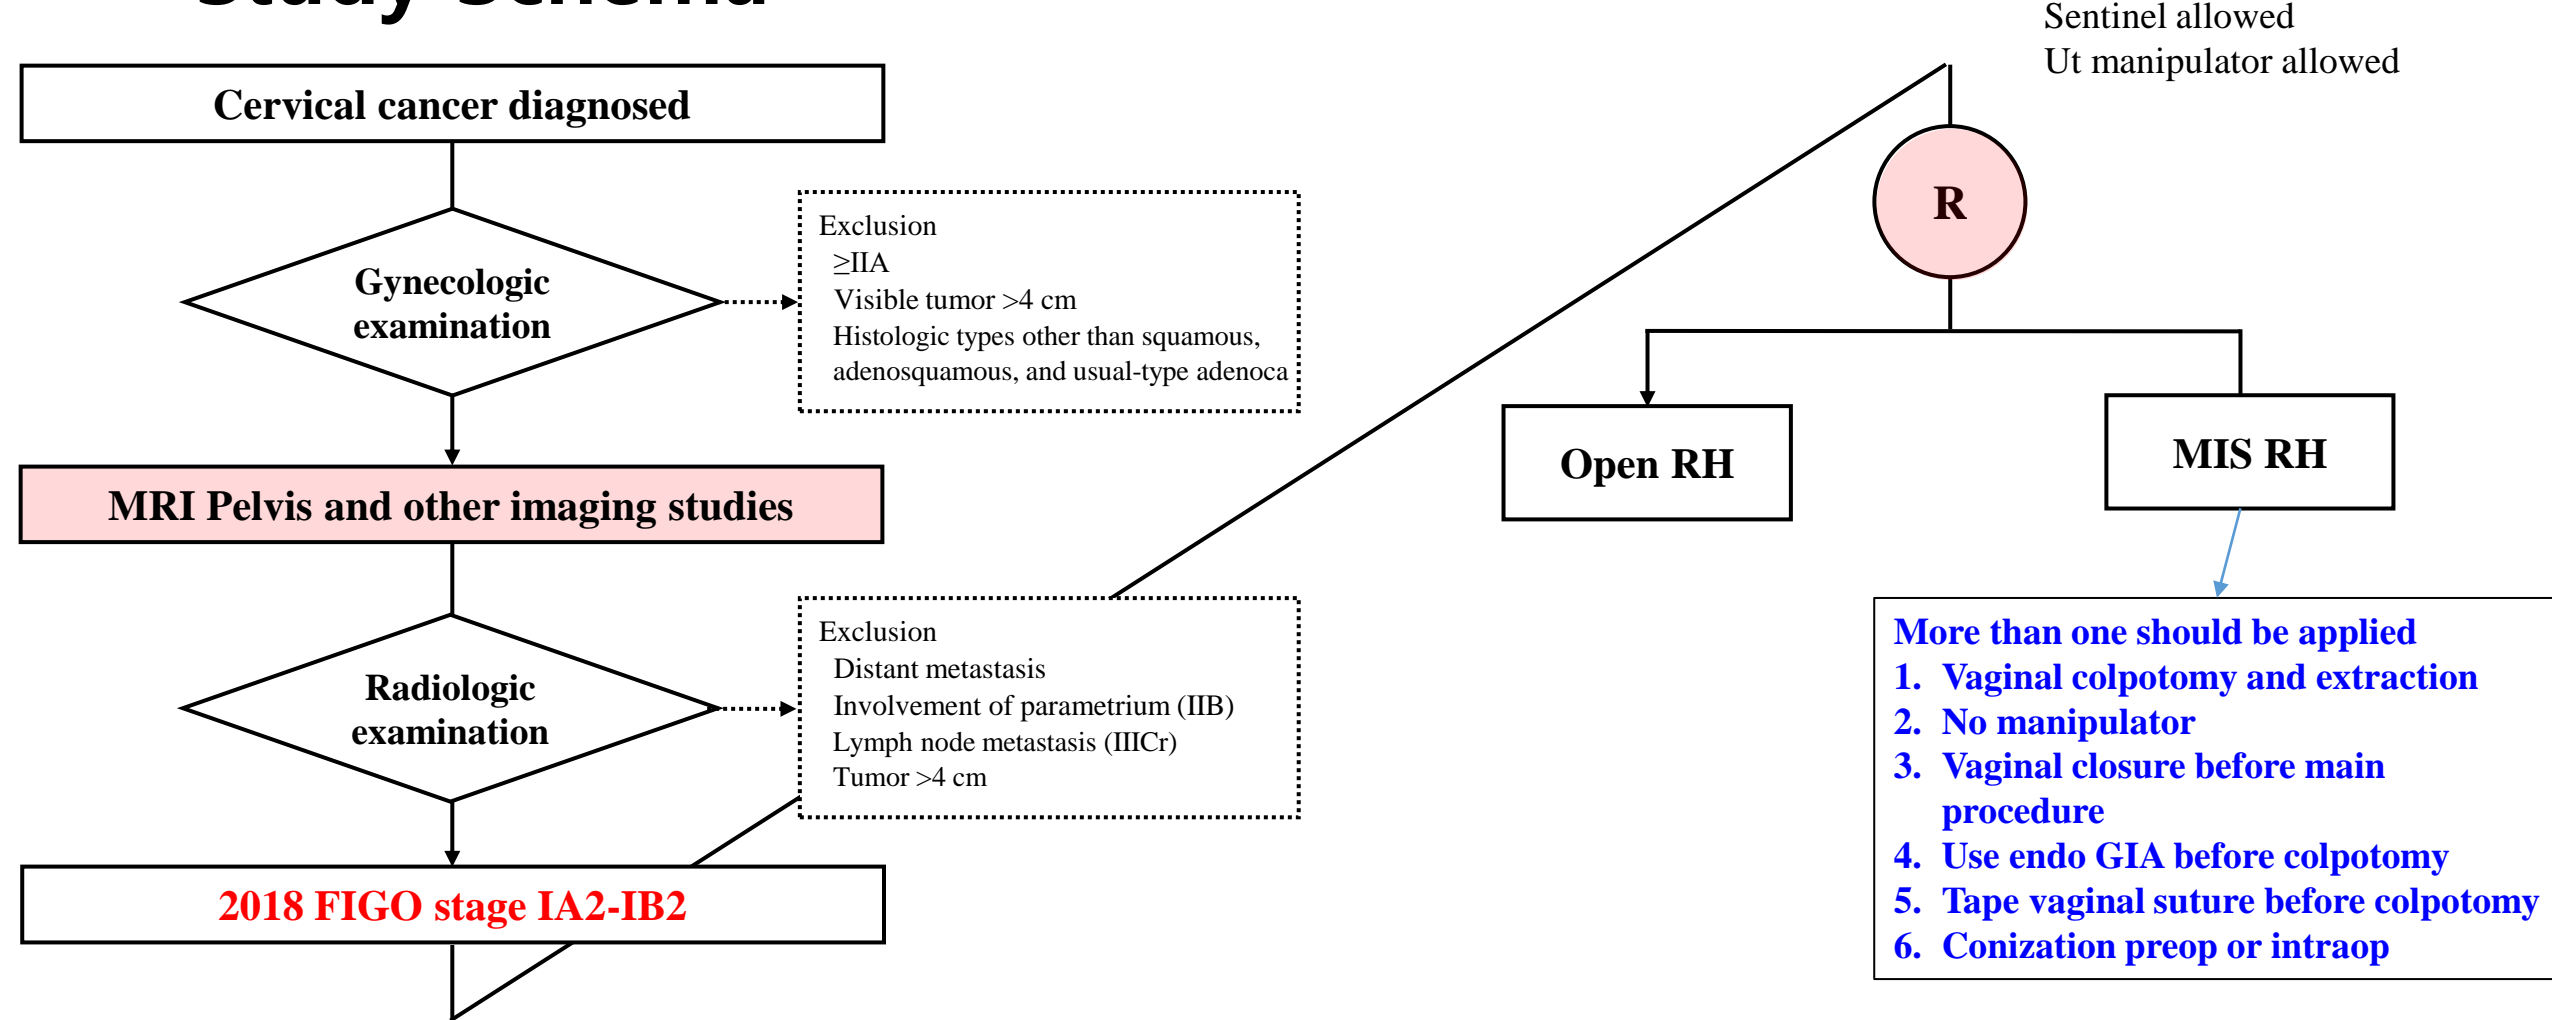 Study Schema
Cervical cancer diagnosed
Gynecologic
examination
Exclusion
≥IIA
Visible tumor >4 cm
Histologic types other than squamous,
adenosquamous, and usual-type adenoca
MRI Pelvis and other imaging studies
Radiologic
examination
Exclusion
Distant metastasis
Involvement of parametrium (IIB)
Lymph node metastasis (IIICr)
Tumor >4 cm
2018 FIGO stage IA2-IB2
Sentinel allowed
Ut manipulator allowed
R
Open RH
MIS RH
More than one should be applied
1. Vaginal colpotomy and extraction
2. No manipulator
3. Vaginal closure before main
procedure
4. Use endo GIA before colpotomy
5. Tape vaginal suture before colpotomy
6. Conization preop or intraop